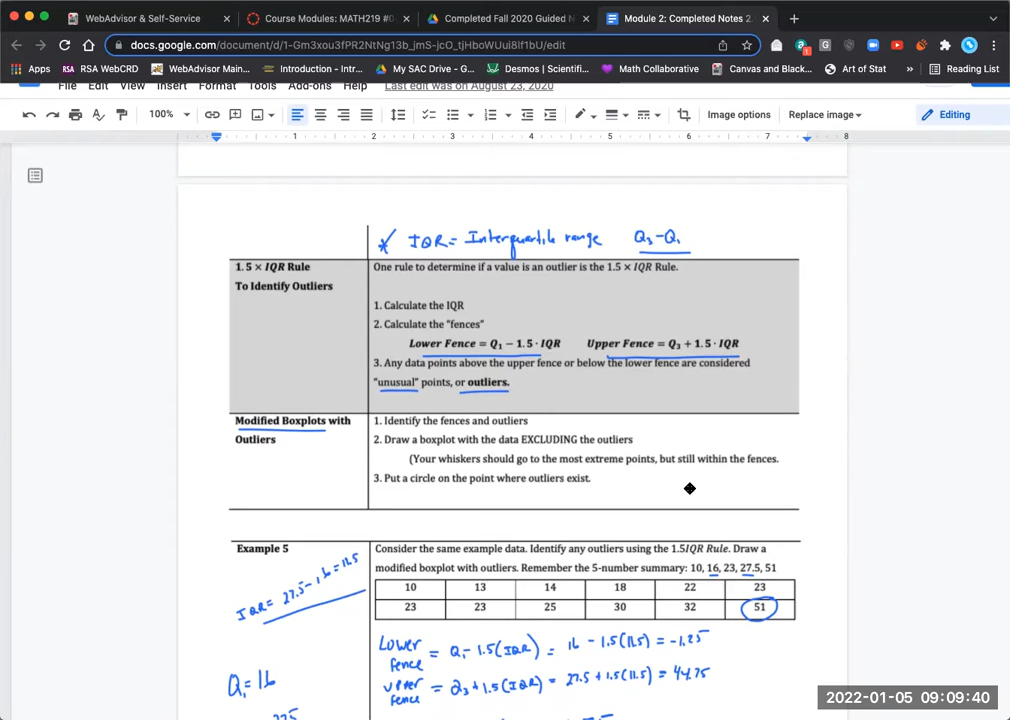 WebAdvisor & Self-Service
Course Modules: MATH219 #0
Completed Fall 2020 Guided N
Module 2: Completed Notes 2.
docs.google.com/document/d/1-Gm3xou3fPR2NtNg13b_jmS-jcO_tjHboWUui8lf1bU/edit
Apps
RSA WebCRD
WebAdvisor Main...
Introduction - Intro...
My SAC Drive - G...
Desmos | Scientifi...
Math Collaborative
Canvas and Black...
Art of Stat
»
Reading List
File Edit View Insert Format Tools Add-ons Help Last edit was on August 23, 2020
100%
Image options
Replace image
Editing
1 2 3 4 5 6 7 8
* IQR = Interquartile range Q3-Q1
1.5 × IQR Rule
To Identify Outliers
One rule to determine if a value is an outlier is the 1.5 × IQR Rule.
1. Calculate the IQR
2. Calculate the "fences"
Lower Fence = Q1 − 1.5 · IQR Upper Fence = Q3 + 1.5 · IQR
3. Any data points above the upper fence or below the lower fence are considered
"unusual" points, or outliers.
Modified Boxplots with
Outliers
1. Identify the fences and outliers
2. Draw a boxplot with the data EXCLUDING the outliers
(Your whiskers should go to the most extreme points, but still within the fences.
3. Put a circle on the point where outliers exist.
Example 5
Consider the same example data. Identify any outliers using the 1.5IQR Rule. Draw a
modified boxplot with outliers. Remember the 5-number summary: 10, 16, 23, 27.5, 51
IQR = 27.5-16=11.5
10 13 14 18 22 23
23 23 25 30 32 51
Lower fence = Q1-1.5(IQR) = 16 - 1.5(11.5) = -1.25
Upper fence = Q3 + 1.5(IQR) = 27.5 + 1.5(11.5) = 44.75
Q1 = 16
2022-01-05 09:09:40